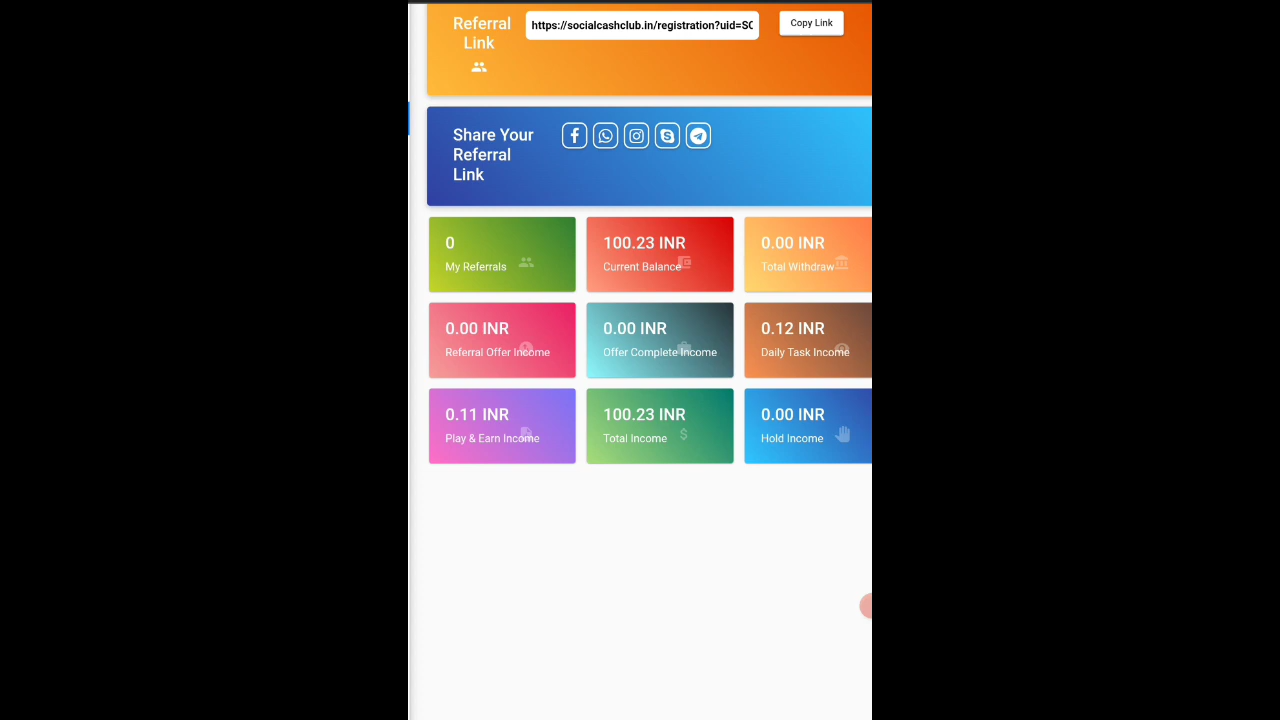 Referral
Link
https://socialcashclub.in/registration?uid=SC
Copy Link
Share Your
Referral
Link
0
My Referrals
100.23 INR
Current Balance
0.00 INR
Total Withdraw
0.00 INR
Referral Offer Income
0.00 INR
Offer Complete Income
0.12 INR
Daily Task Income
0.11 INR
Play & Earn Income
100.23 INR
Total Income
0.00 INR
Hold Income